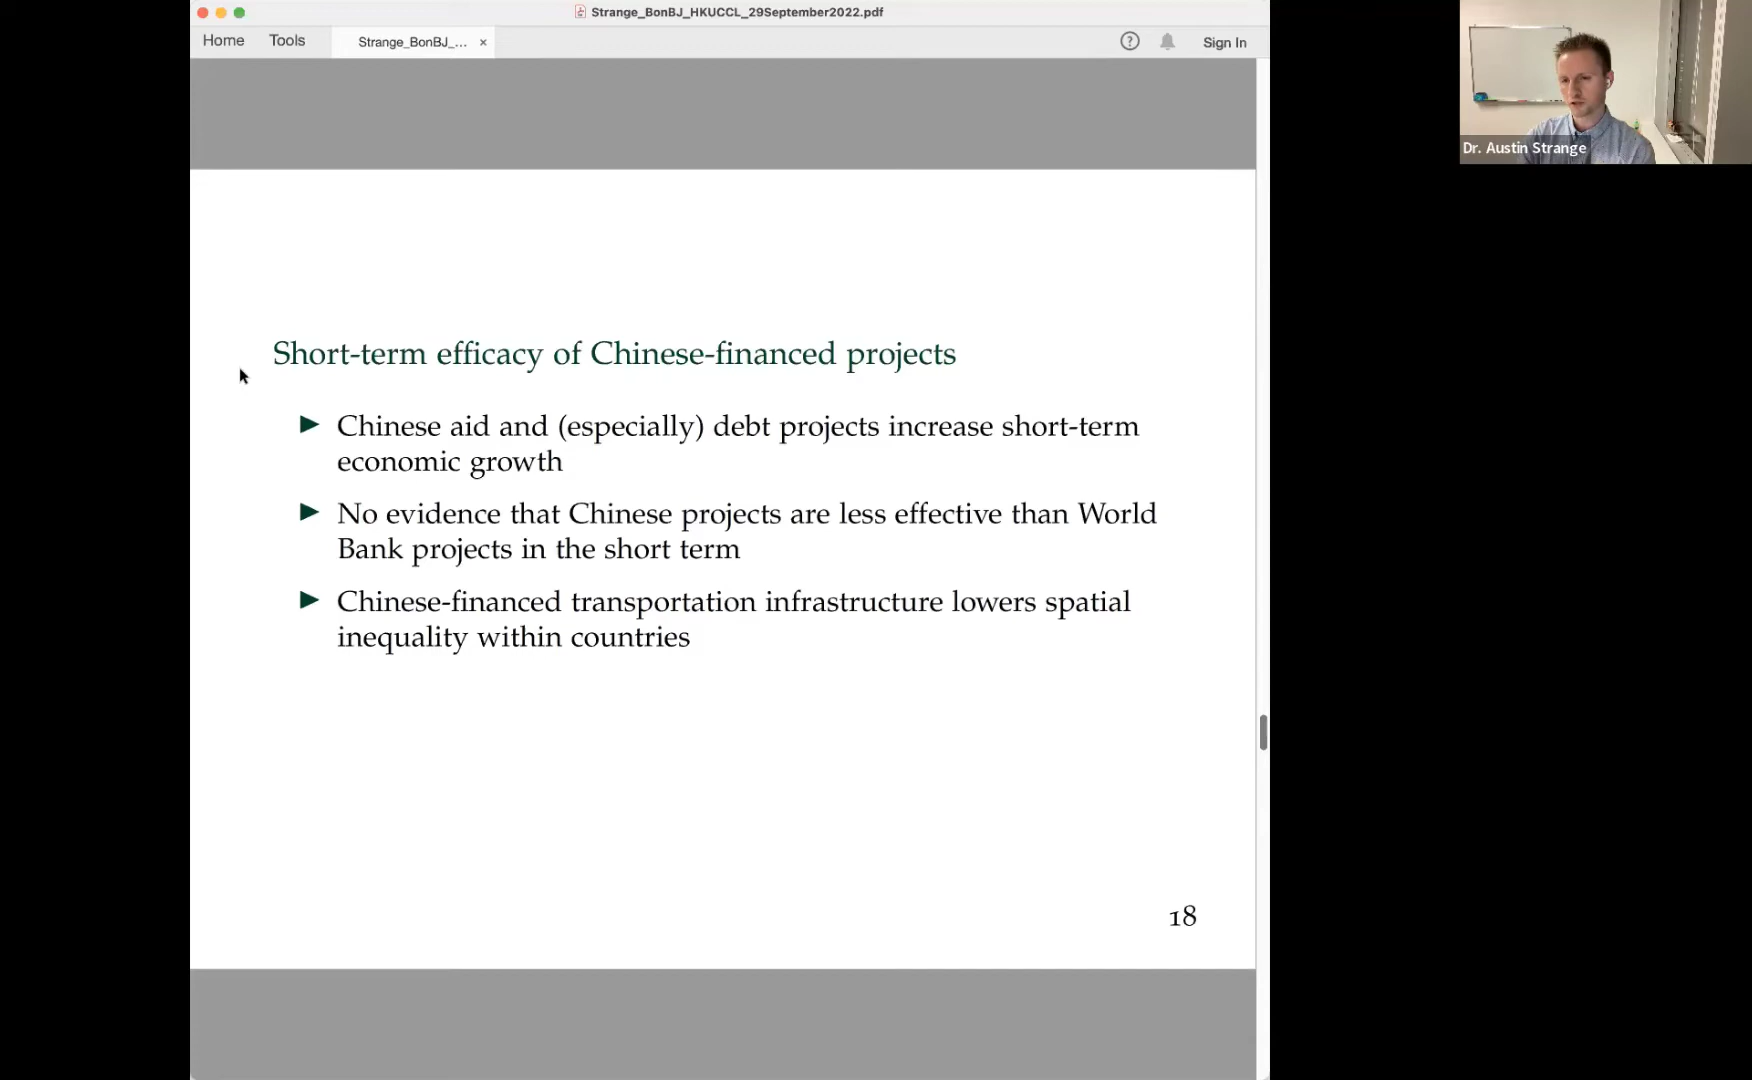 Strange_BonBJ_HKUCCL_29September2022.pdf
Home Tools Strange_BonBJ_... × ? Sign In
Dr. Austin Strange
Short-term efficacy of Chinese-financed projects
▶ Chinese aid and (especially) debt projects increase short-term
economic growth
▶ No evidence that Chinese projects are less effective than World
Bank projects in the short term
▶ Chinese-financed transportation infrastructure lowers spatial
inequality within countries
18